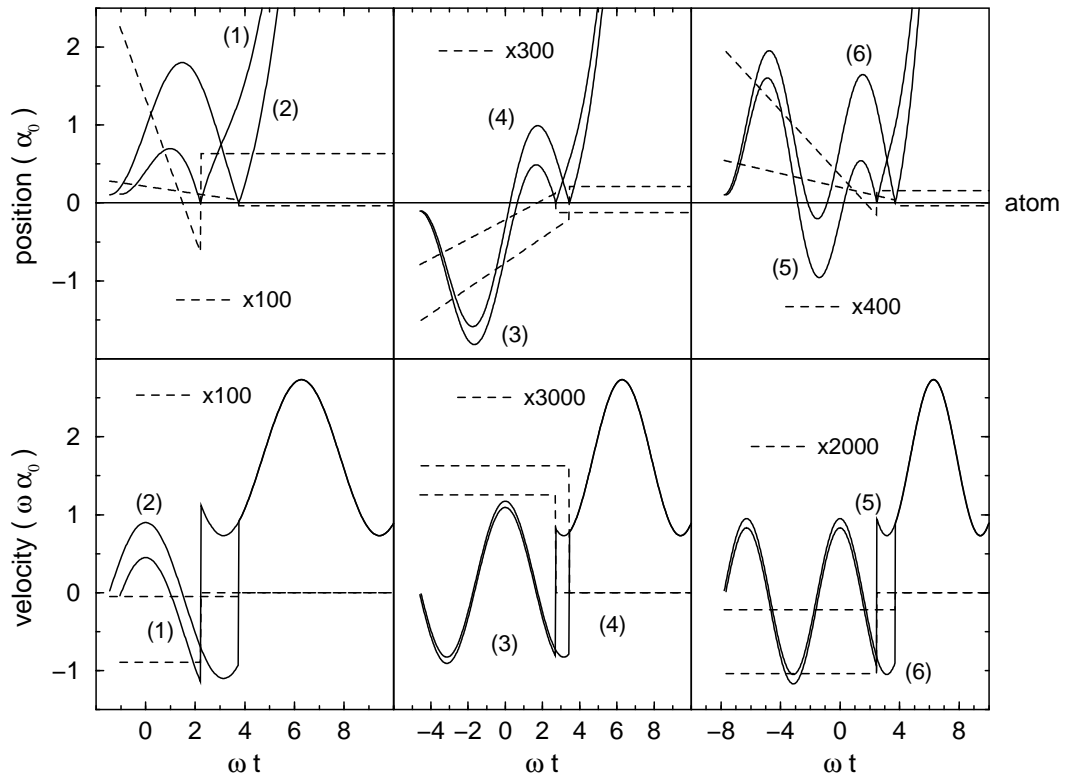 position ( α0 )
2
1
0
−1
(1)
(2)
x100
x300
(4)
(3)
(6)
(5)
x400
atom
velocity ( ω α0 )
2
1
0
−1
x100
(2)
(1)
x3000
(3)
(4)
x2000
(5)
(6)
0 2 4 6 8
−4 −2 0 2 4 6 8
−8 −4 0 4 8
ω t
ω t
ω t